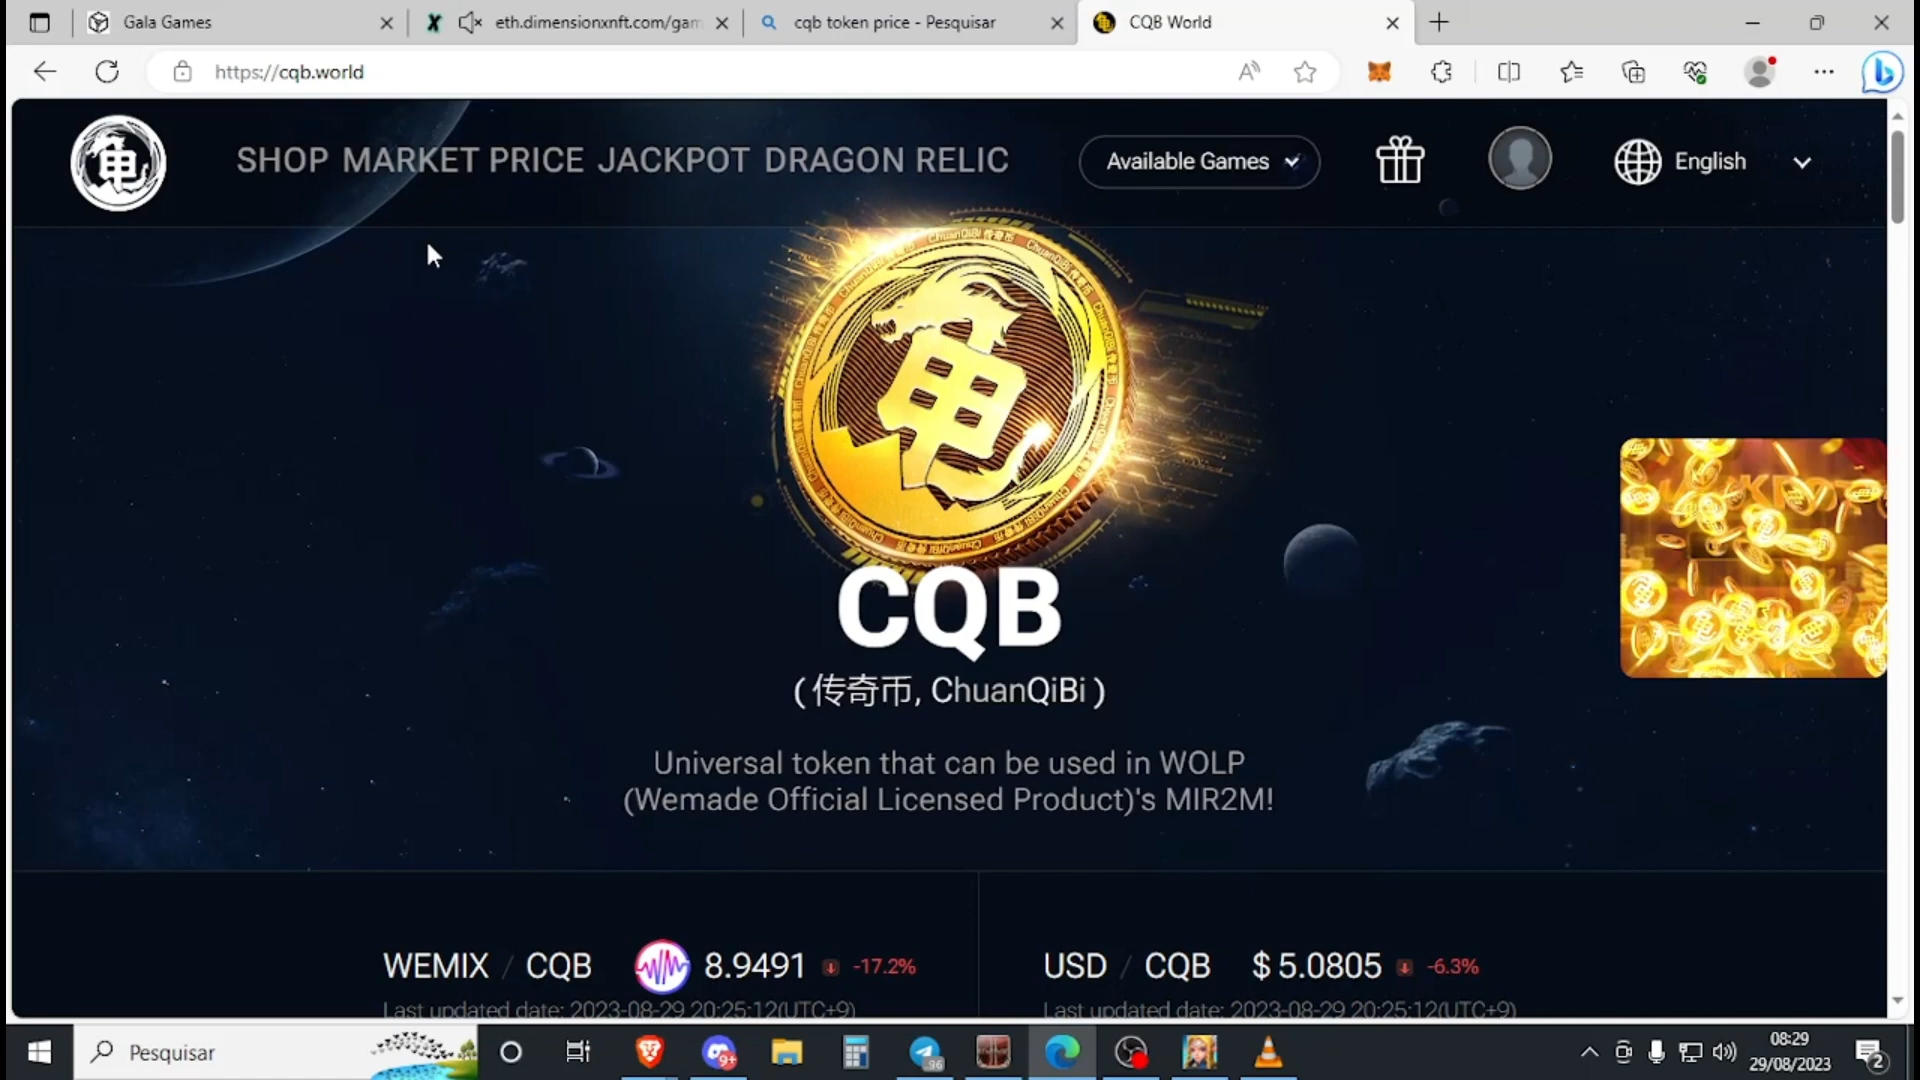 Gala Games
eth.dimensionxnft.com/gam
cqb token price - Pesquisar
CQB World
https://cqb.world
SHOP MARKET PRICE JACKPOT DRAGON RELIC
Available Games
English
CQB
(传奇币, ChuanQiBi)
Universal token that can be used in WOLP
(Wemade Official Licensed Product)'s MIR2M!
WEMIX / CQB 8.9491 -17.2%
Last updated date: 2023-08-29 20:25:12(UTC+9)
USD / CQB $ 5.0805 -6.3%
Last updated date: 2023-08-29 20:25:12(UTC+9)
Pesquisar
9+
96
08:29
29/08/2023
2